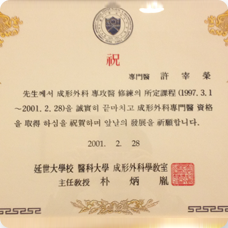 祝
專門醫 許宰榮
先生께서 成形外科 專攻醫 修練의 所定課程 (1997. 3. 1
~2001. 2. 28)을 誠實히 끝마치고 成形外科專門醫 資格
을 取得 하심을 祝賀하며 앞날의 發展을 祈願합니다.
2001. 2. 28
延世大學校 醫科大學 成形外科學敎室
主任敎授 朴炳胤